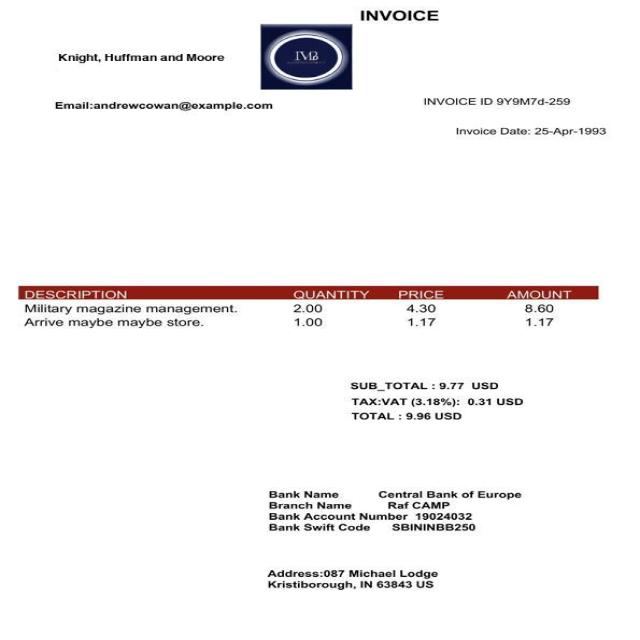 INVOICE
Knight, Huffman and Moore
Email:andrewcowan@example.com
INVOICE ID 9Y9M7d-259
Invoice Date: 25-Apr-1993
DESCRIPTION QUANTITY PRICE AMOUNT
Military magazine management. 2.00 4.30 8.60
Arrive maybe maybe store. 1.00 1.17 1.17
SUB_TOTAL : 9.77 USD
TAX:VAT (3.18%): 0.31 USD
TOTAL : 9.96 USD
Bank Name Central Bank of Europe
Branch Name Raf CAMP
Bank Account Number 19024032
Bank Swift Code SBININBB250
Address:087 Michael Lodge
Kristiborough, IN 63843 US